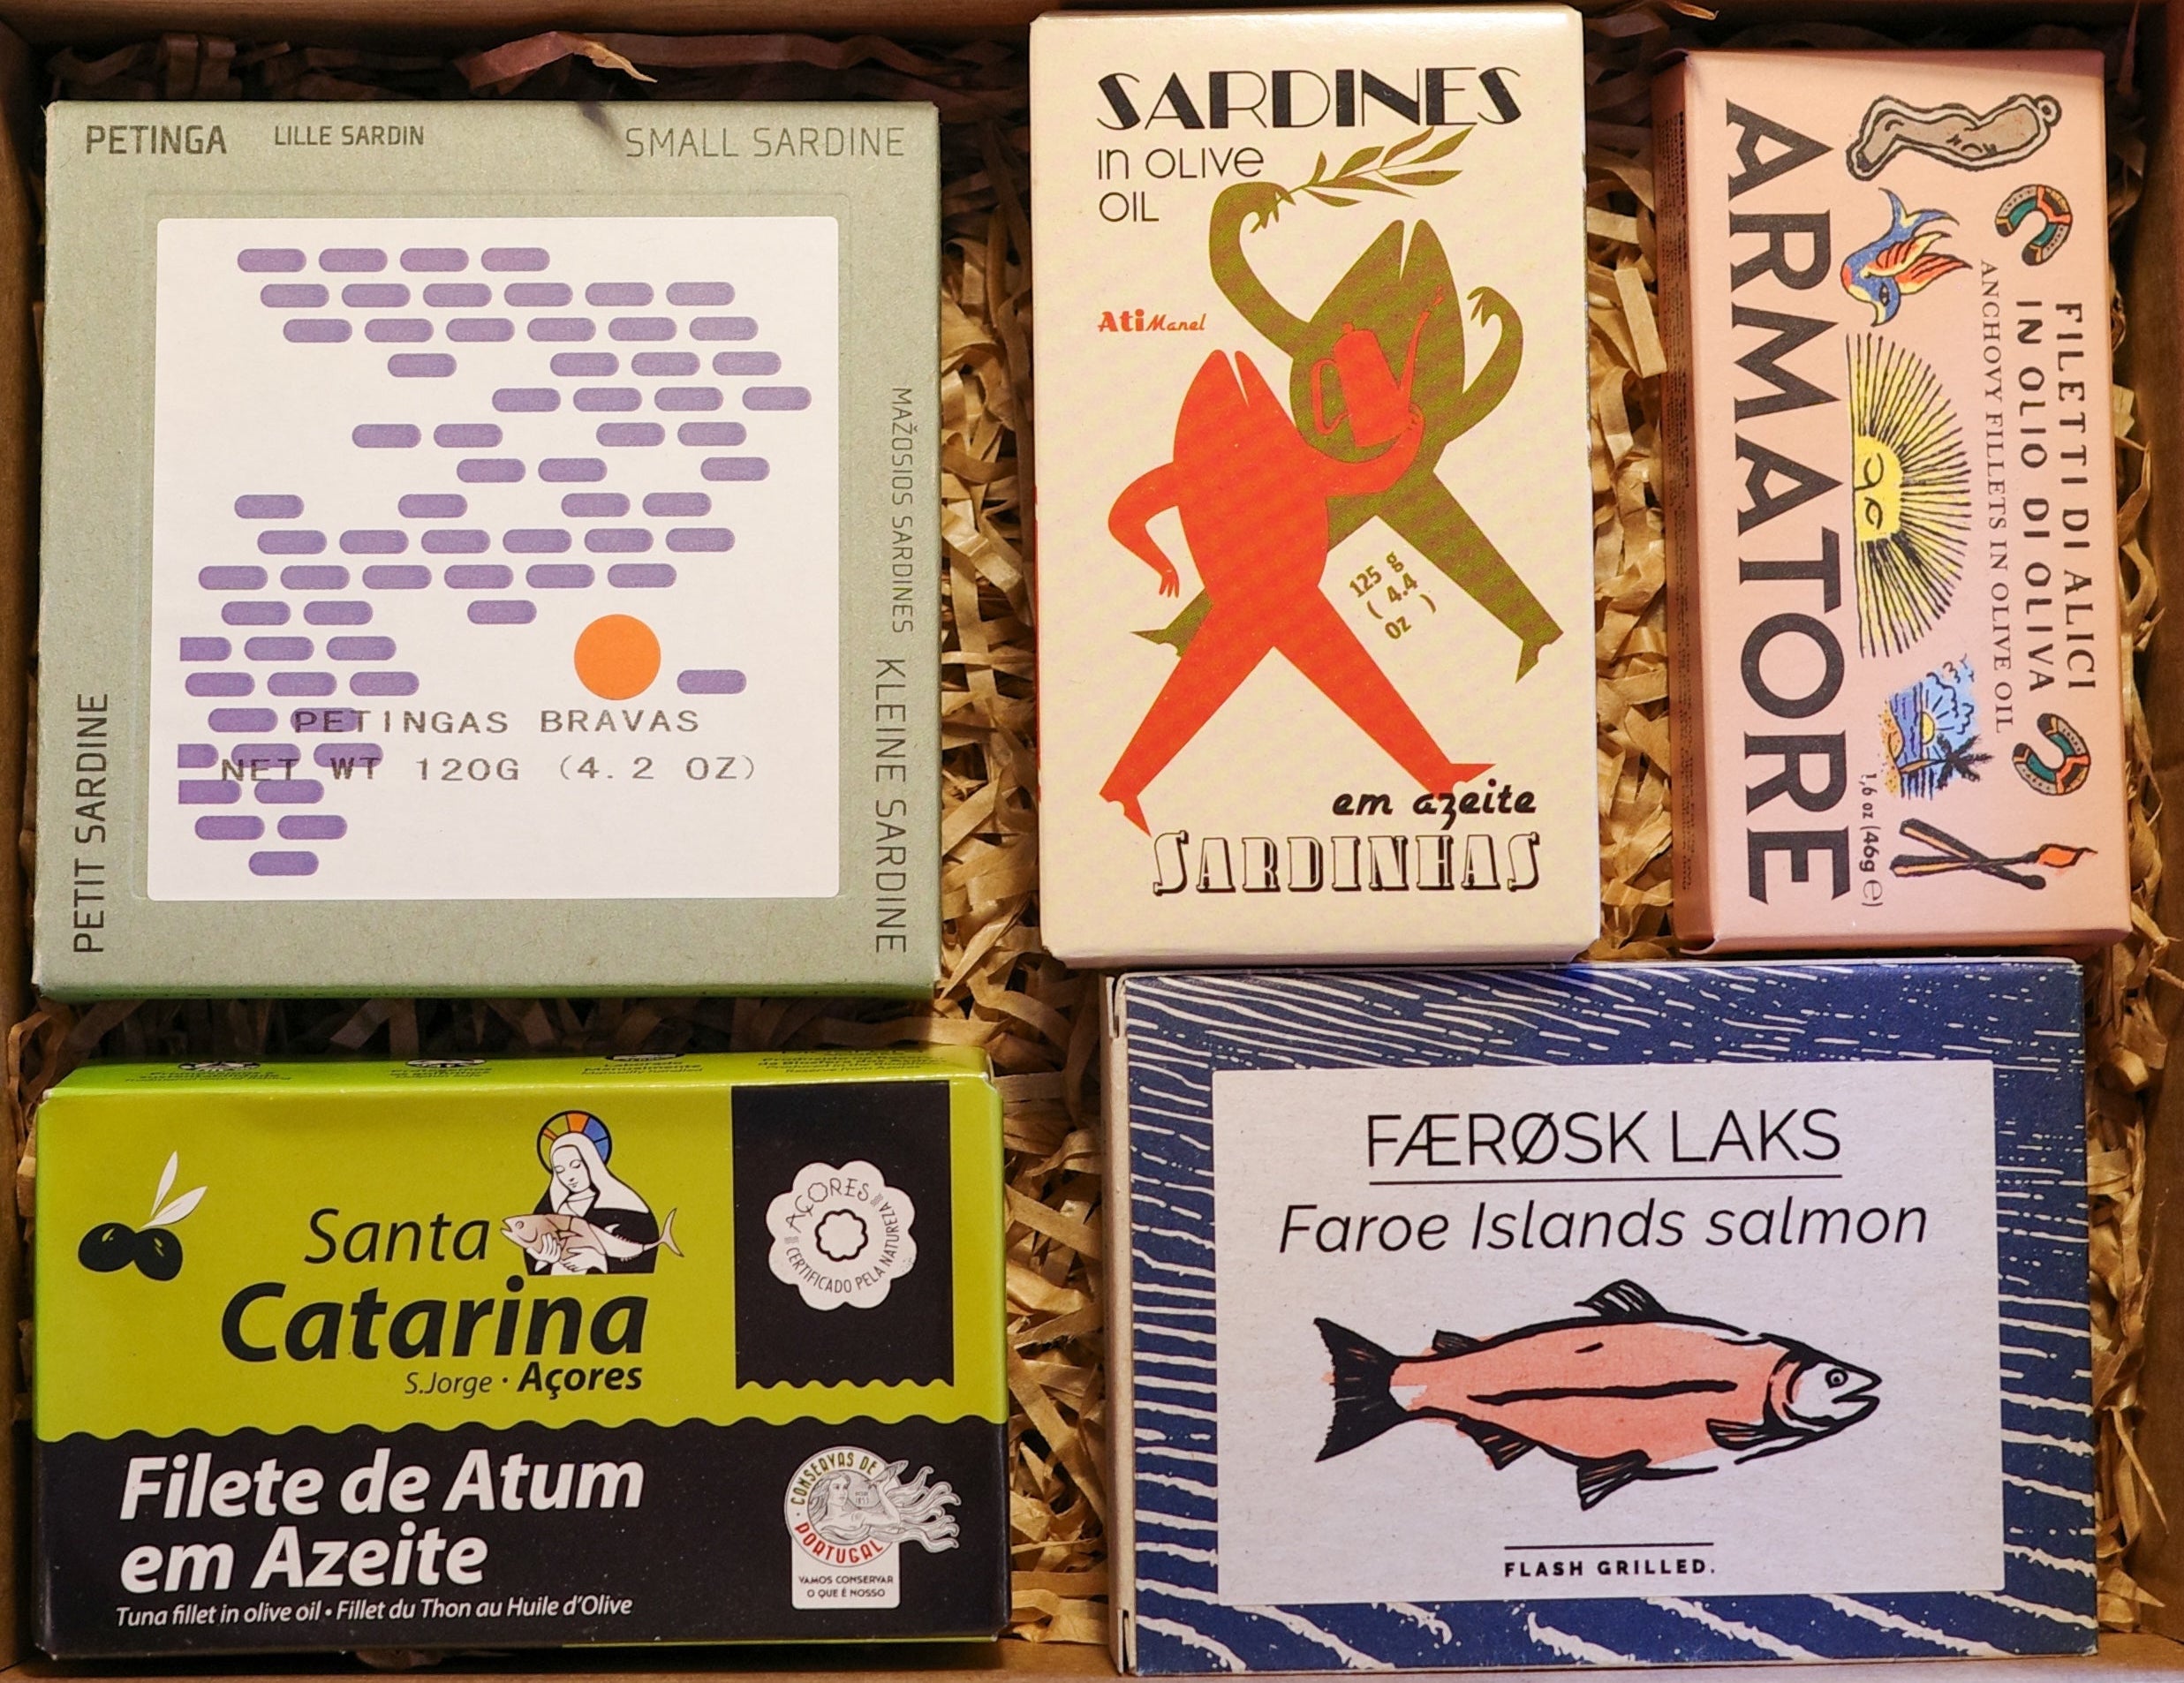 PETINGA
LILLE SARDIN
SMALL SARDINE
MAŽOSIOS SARDINES
KLEINE SARDINE
PETIT SARDINE
PETINGAS BRAVAS
NET WT 120G (4.2 OZ)
SARDINES
in OLIVE
OIL
Ati Manel
125 g
( 4.4
Oz )
em azeite
SARDINHAS
ARMATORE
FILETTI DI ALICI
IN OLIO DI OLIVA
ANCHOVY FILLETS IN OLIVE OIL
1,6 oz (46g ℮)
Santa
Catarina
S.Jorge · Açores
AÇORES
CERTIFICADO PELA NATUREZA
Filete de Atum
em Azeite
Tuna fillet in olive oil • Fillet du Thon au Huile d'Olive
CONSERVAS DE
PORTUGAL
VAMOS CONSERVAR
O QUE É NOSSO
FÆRØSK LAKS
Faroe Islands salmon
FLASH GRILLED.